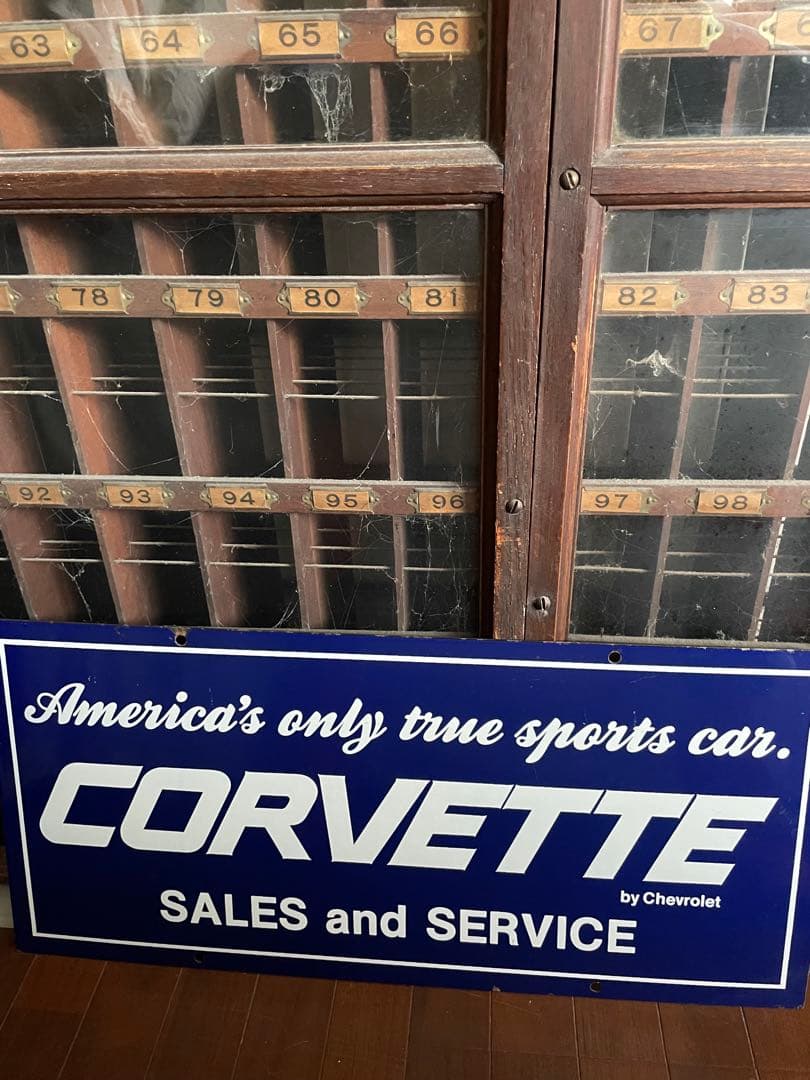 63 64 65 66 67
78 79 80 81 82 83
92 93 94 95 96 97 98
America's only true sports car.
CORVETTE
by Chevrolet
SALES and SERVICE